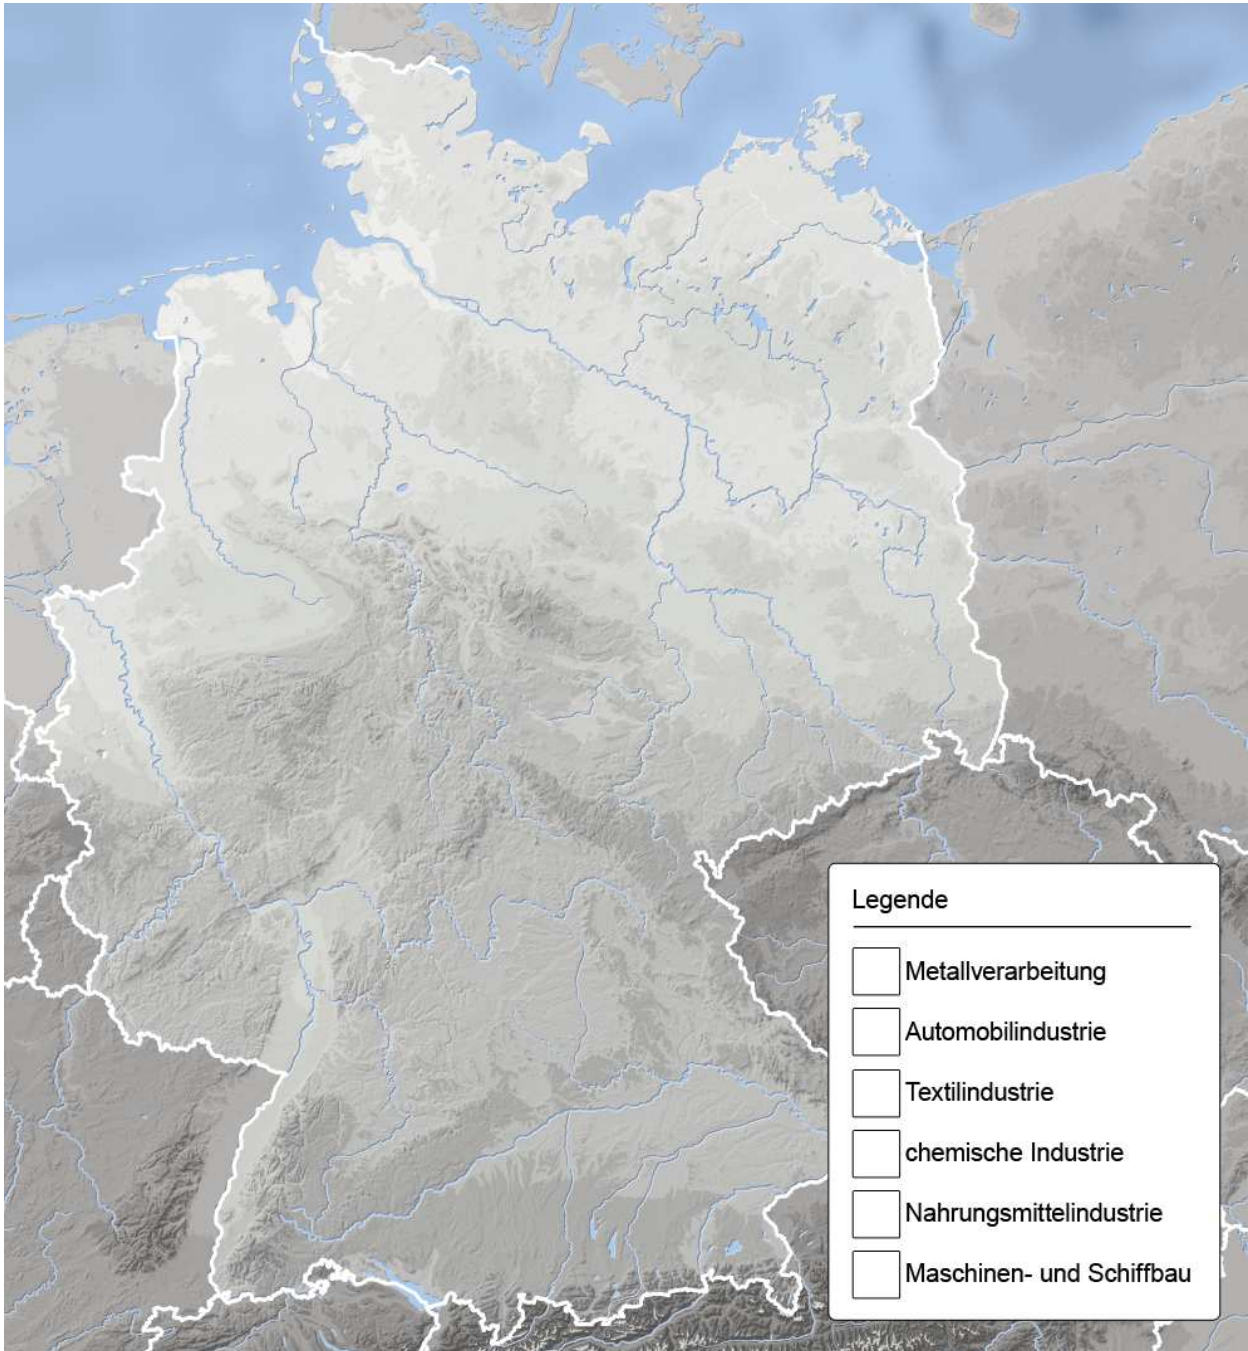 Legende
Metallverarbeitung
Automobilindustrie
Textilindustrie
chemische Industrie
Nahrungsmittelindustrie
Maschinen- und Schiffbau